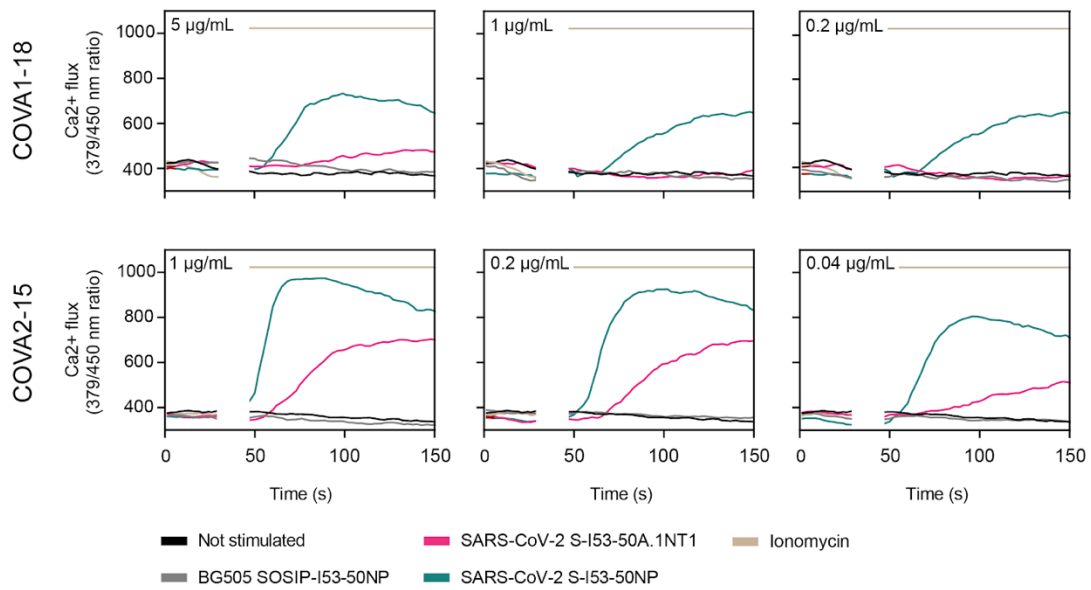 COVA1-18
Ca2+ flux
(379/450 nm ratio)
1000
800
600
400
5 µg/mL
1 µg/mL
0.2 µg/mL
COVA2-15
Ca2+ flux
(379/450 nm ratio)
1000
800
600
400
1 µg/mL
0.2 µg/mL
0.04 µg/mL
0 50 100 150
0 50 100 150
0 50 100 150
Time (s)
Time (s)
Time (s)
Not stimulated
SARS-CoV-2 S-I53-50A.1NT1
Ionomycin
BG505 SOSIP-I53-50NP
SARS-CoV-2 S-I53-50NP